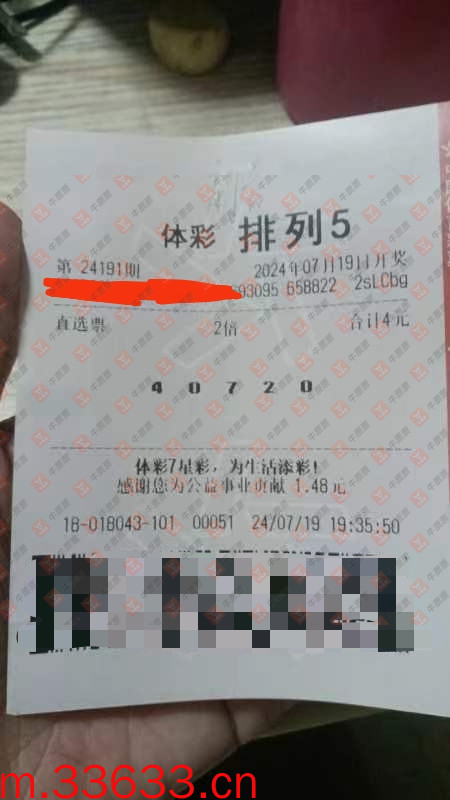 体彩 排列5
第 24191期 2024年07月19日开奖
693095 658822 2sLCbg
直选票 2倍 合计4元
4 0 7 2 0
体彩7星彩，为生活添彩！
感谢您为公益事业贡献 1.48元
18-018043-101 00051 24/07/19 19:35:50
m.33633.cn